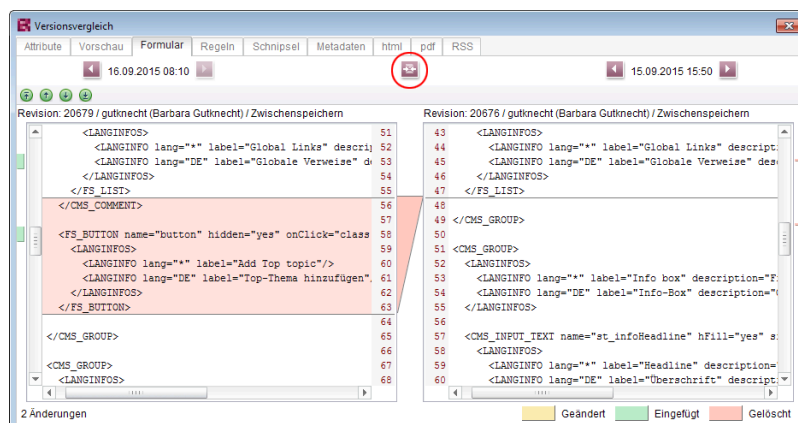 Versionsvergleich
Attribute Vorschau Formular Regeln Schnipsel Metadaten html pdf RSS
16.09.2015 08:10 15.09.2015 15:50
Revision: 20679 / gutknecht (Barbara Gutknecht) / Zwischenspeichern
<LANGINFOS> 51
<LANGINFO lang="*" label="Global Links" descri 52
<LANGINFO lang="DE" label="Globale Verweise" d 53
</LANGINFOS> 54
</FS_LIST> 55
</CMS_COMMENT> 56
57
<FS_BUTTON name="button" hidden="yes" onClick="class 58
<LANGINFOS> 59
<LANGINFO lang="*" label="Add Top topic"/> 60
<LANGINFO lang="DE" label="Top-Thema hinzufügen" 61
</LANGINFOS> 62
</FS_BUTTON> 63
64
</CMS_GROUP> 65
66
<CMS_GROUP> 67
<LANGINFOS> 68
Revision: 20676 / gutknecht (Barbara Gutknecht) / Zwischenspeichern
43 <LANGINFOS>
44 <LANGINFO lang="*" label="Global Links" descript
45 <LANGINFO lang="DE" label="Globale Verweise" des
46 </LANGINFOS>
47 </FS_LIST>
48
49 </CMS_GROUP>
50
51 <CMS_GROUP>
52 <LANGINFOS>
53 <LANGINFO lang="*" label="Info box" description="F
54 <LANGINFO lang="DE" label="Info-Box" description="
55 </LANGINFOS>
56
57 <CMS_INPUT_TEXT name="st_infoHeadline" hFill="yes" s
58 <LANGINFOS>
59 <LANGINFO lang="*" label="Headline" description=
60 <LANGINFO lang="DE" label="Überschrift" descript
2 Änderungen Geändert Eingefügt Gelöscht